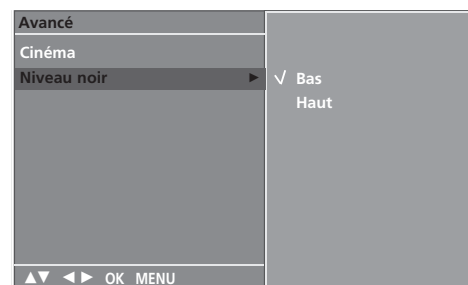 Avancé
Cinéma
Niveau noir ►
√ Bas
Haut
▲▼ ◄► OK MENU